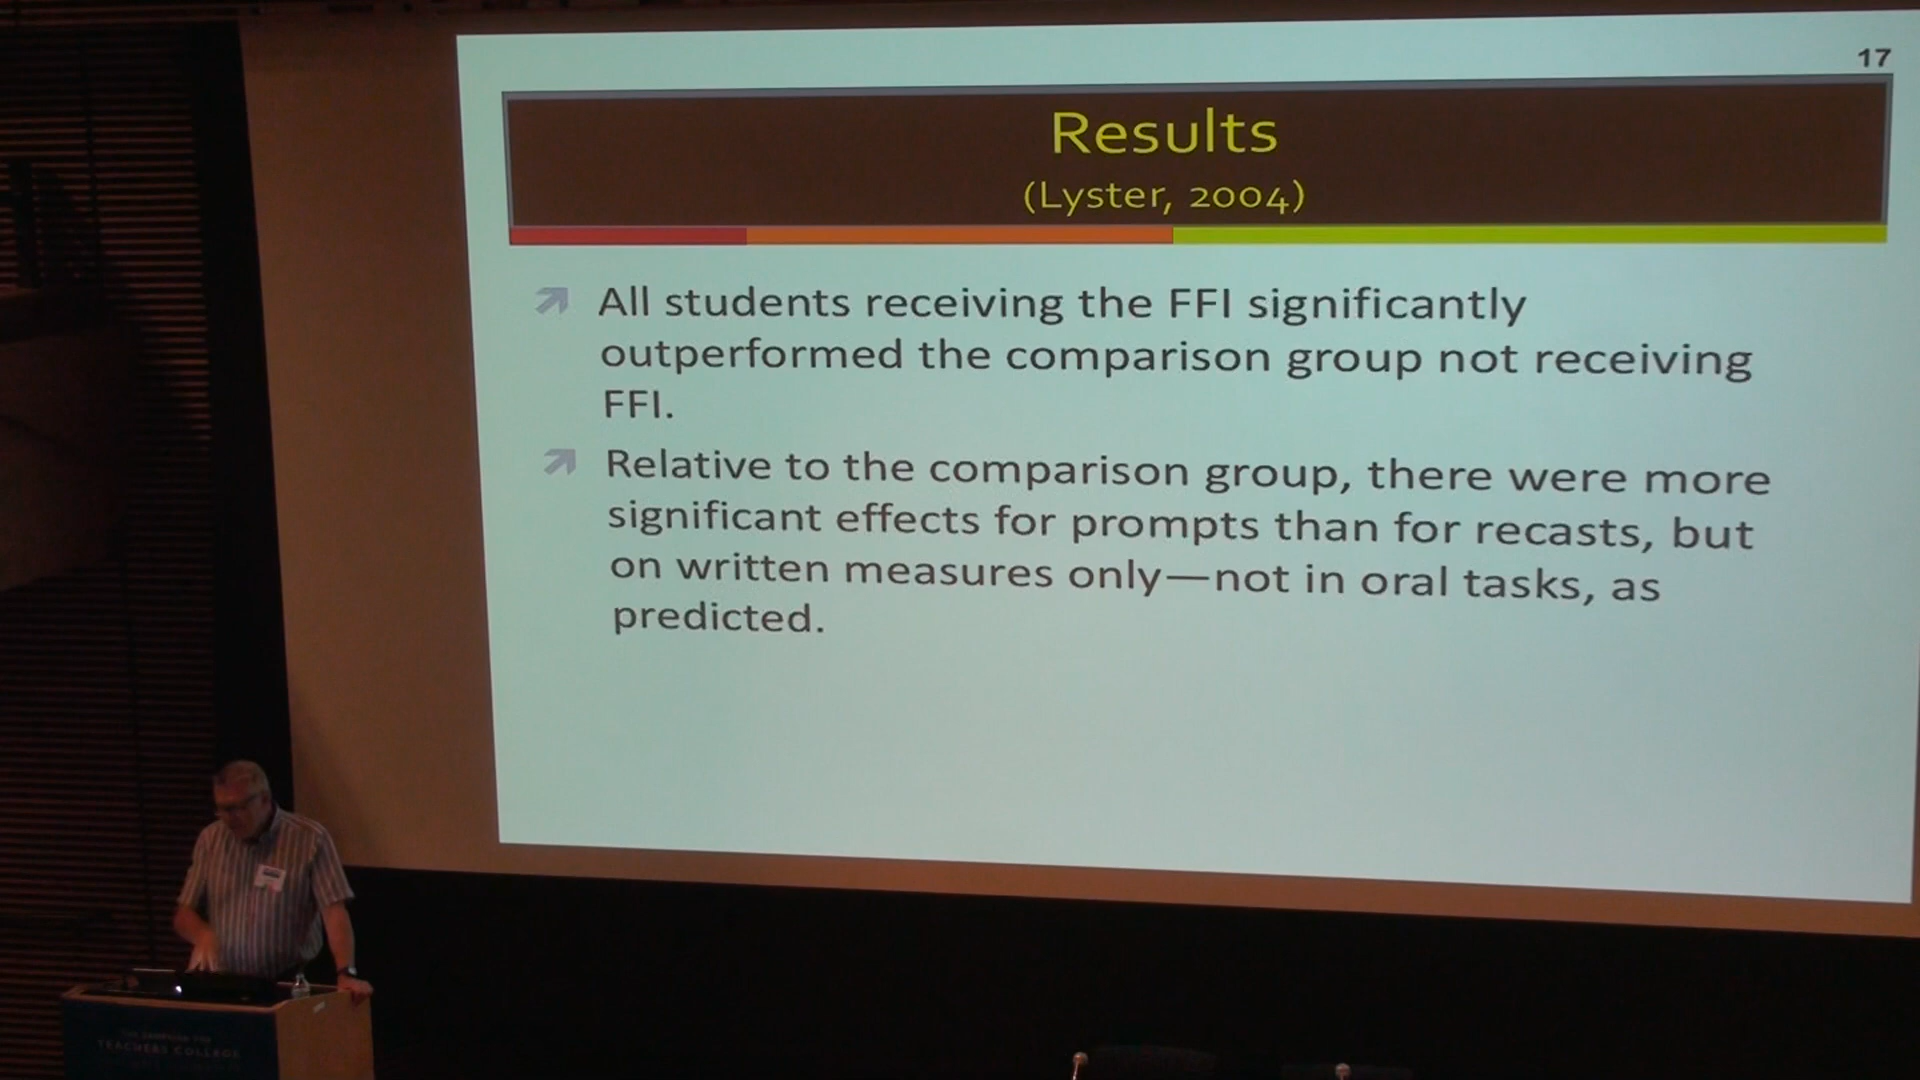 17
Results
(Lyster, 2004)
All students receiving the FFI significantly
outperformed the comparison group not receiving
FFI.
Relative to the comparison group, there were more
significant effects for prompts than for recasts, but
on written measures only—not in oral tasks, as
predicted.
TEACHERS COLLEGE